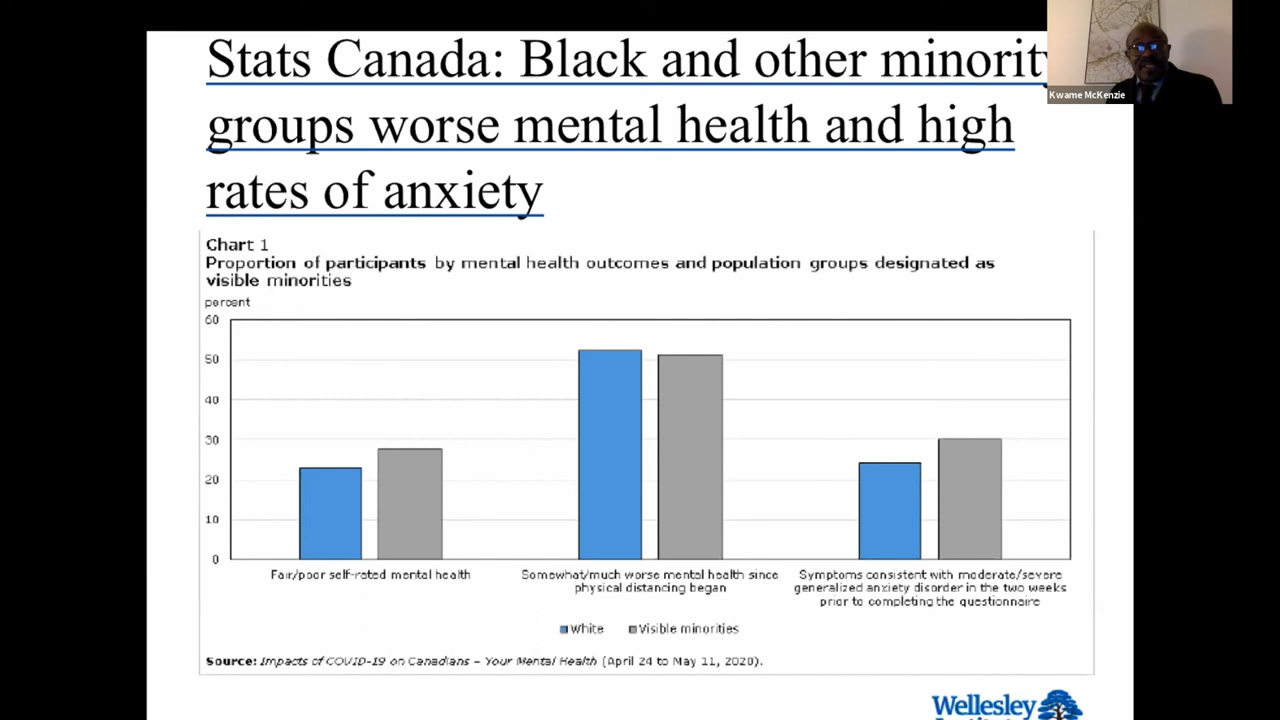 Stats Canada: Black and other minority
groups worse mental health and high
rates of anxiety
Kwame McKenzie
Chart 1
Proportion of participants by mental health outcomes and population groups designated as
visible minorities
percent
60
50
40
30
20
10
0
Fair/poor self-rated mental health
Somewhat/much worse mental health since
physical distancing began
Symptoms consistent with moderate/severe
generalized anxiety disorder in the two weeks
prior to completing the questionnaire
White
Visible minorities
Source: Impacts of COVID-19 on Canadians – Your Mental Health (April 24 to May 11, 2020).
Wellesley